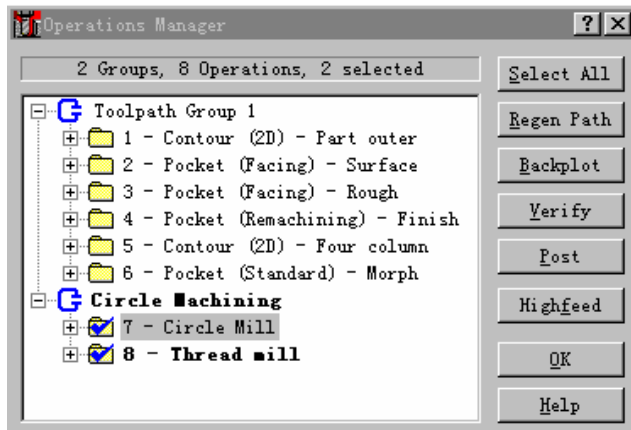 Operations Manager
2 Groups, 8 Operations, 2 selected
Select All
Toolpath Group 1
1 - Contour (2D) - Part outer
2 - Pocket (Facing) - Surface
3 - Pocket (Facing) - Rough
4 - Pocket (Remachining) - Finish
5 - Contour (2D) - Four column
6 - Pocket (Standard) - Morph
Circle Machining
7 - Circle Mill
8 - Thread mill
Regen Path
Backplot
Verify
Post
Highfeed
OK
Help